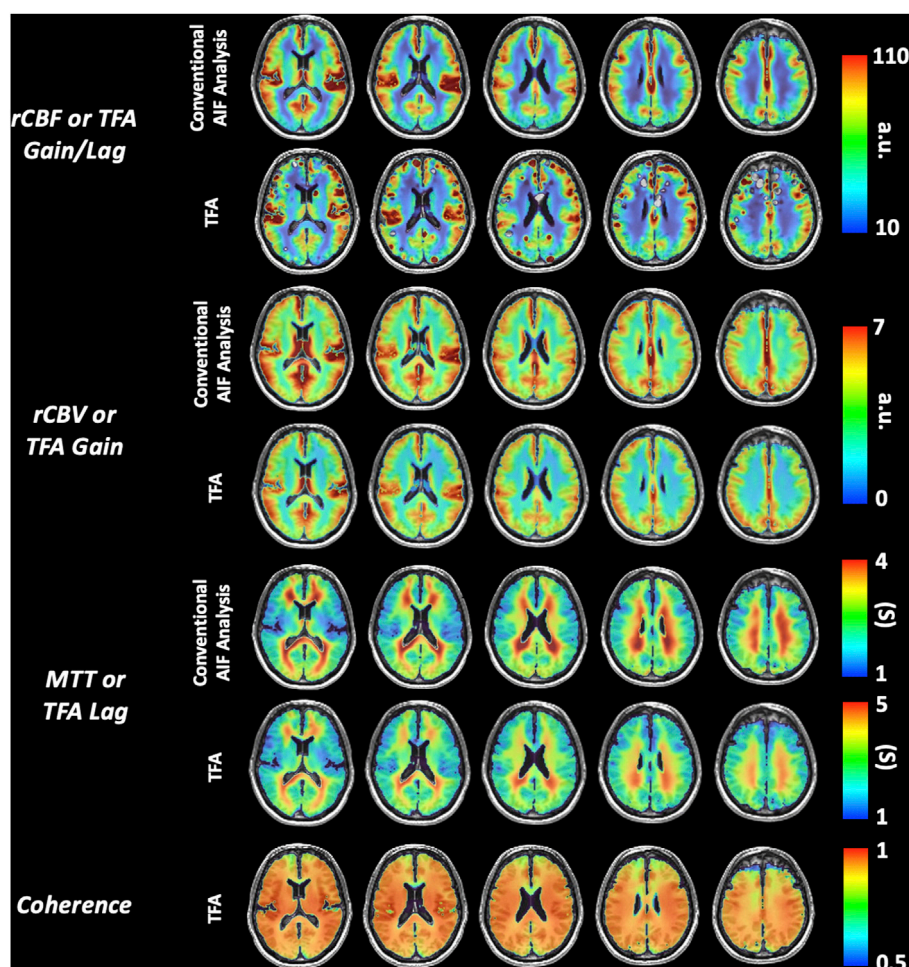 rCBF or TFA
Gain/Lag
Conventional
AIF Analysis
TFA
110
a.u.
10
rCBV or
TFA Gain
Conventional
AIF Analysis
TFA
7
a.u.
0
MTT or
TFA Lag
Conventional
AIF Analysis
TFA
4
(S)
1
5
(S)
1
Coherence
TFA
1
0.5